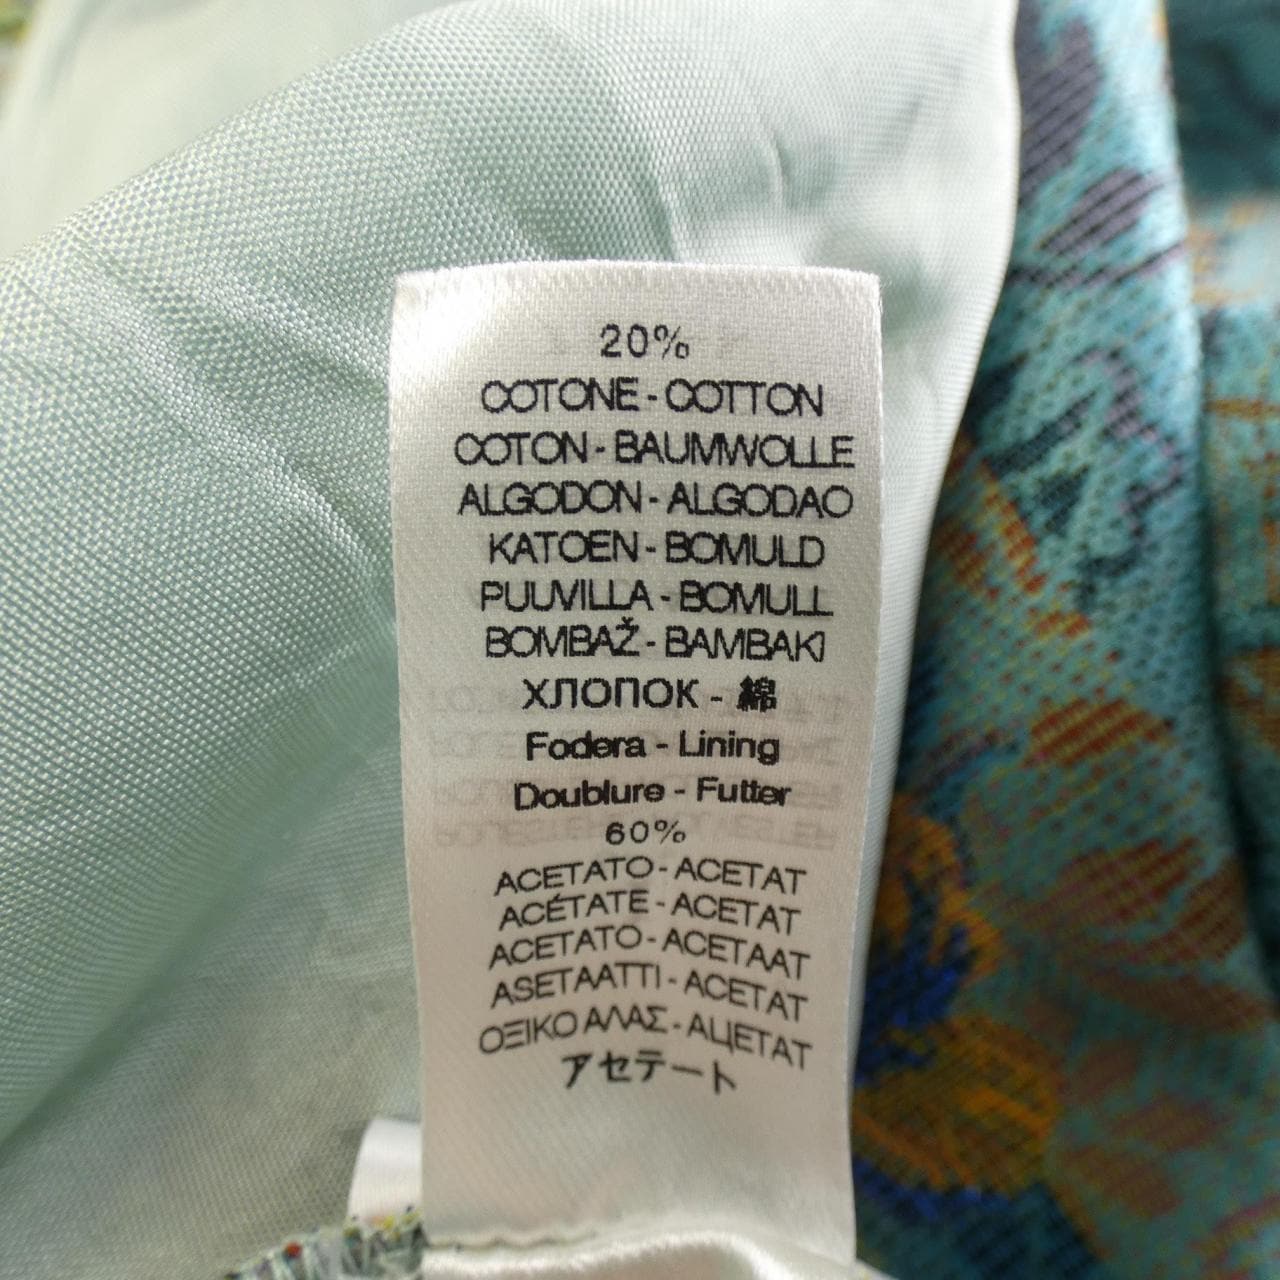 20%
COTONE - COTTON
COTON - BAUMWOLLE
ALGODON - ALGODAO
KATOEN - BOMULD
PUUVILLA - BOMULL
BOMBAŽ - BAMBAKI
ХЛОПОК - 綿
Fodera - Lining
Doublure - Futter
60%
ACETATO - ACETAT
ACÉTATE - ACETAT
ACETATO - ACETAAT
ASETAATTI - ACETAT
ΟΞΙΚΟ ΑΛΑΣ - АЦЕТАТ
アセテート